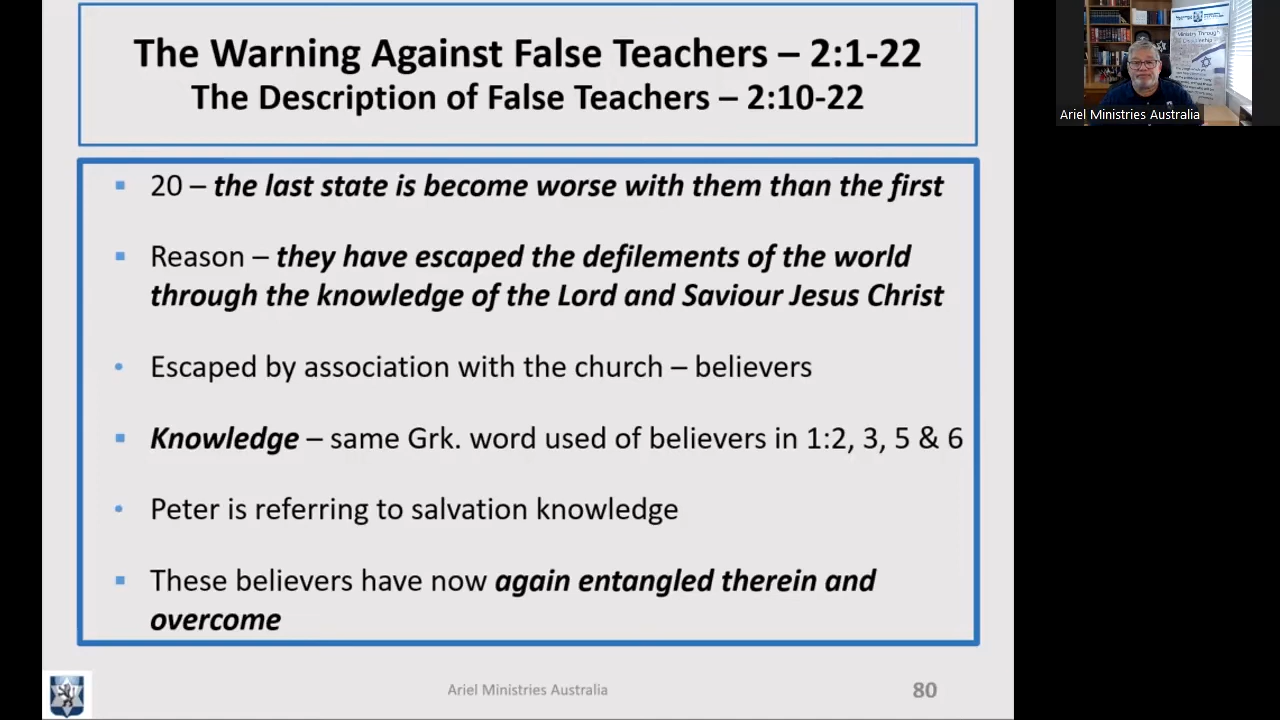 The Warning Against False Teachers – 2:1-22
The Description of False Teachers – 2:10-22
▪ 20 – the last state is become worse with them than the first
▪ Reason – they have escaped the defilements of the world
through the knowledge of the Lord and Saviour Jesus Christ
• Escaped by association with the church – believers
▪ Knowledge – same Grk. word used of believers in 1:2, 3, 5 & 6
• Peter is referring to salvation knowledge
▪ These believers have now again entangled therein and
overcome
Ariel Ministries Australia
80
Ministry Through
Ariel Ministries Australia